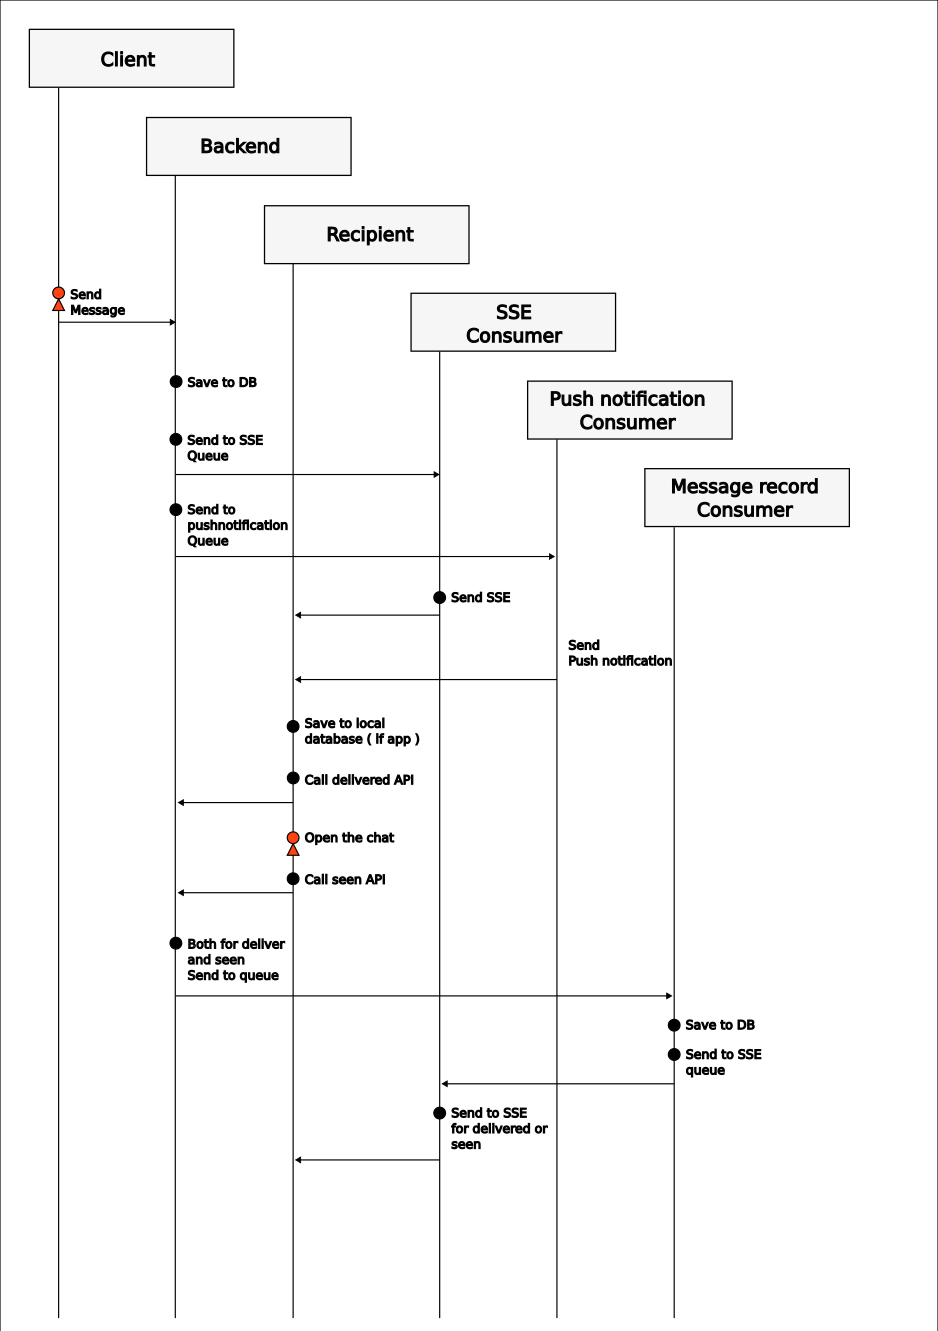 Client
Backend
Recipient
Send
Message
SSE
Consumer
Save to DB
Push notification
Consumer
Send to SSE
Queue
Message record
Consumer
Send to
pushnotification
Queue
Send SSE
Send
Push notification
Save to local
database ( if app )
Call delivered API
Open the chat
Call seen API
Both for deliver
and seen
Send to queue
Save to DB
Send to SSE
queue
Send to SSE
for delivered or
seen